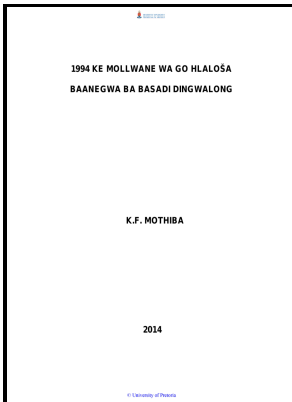 1994 KE MOLLWANE WA GO HLALOŠA
BAANEGWA BA BASADI DINGWALONG
K.F. MOTHIBA
2014
© University of Pretoria